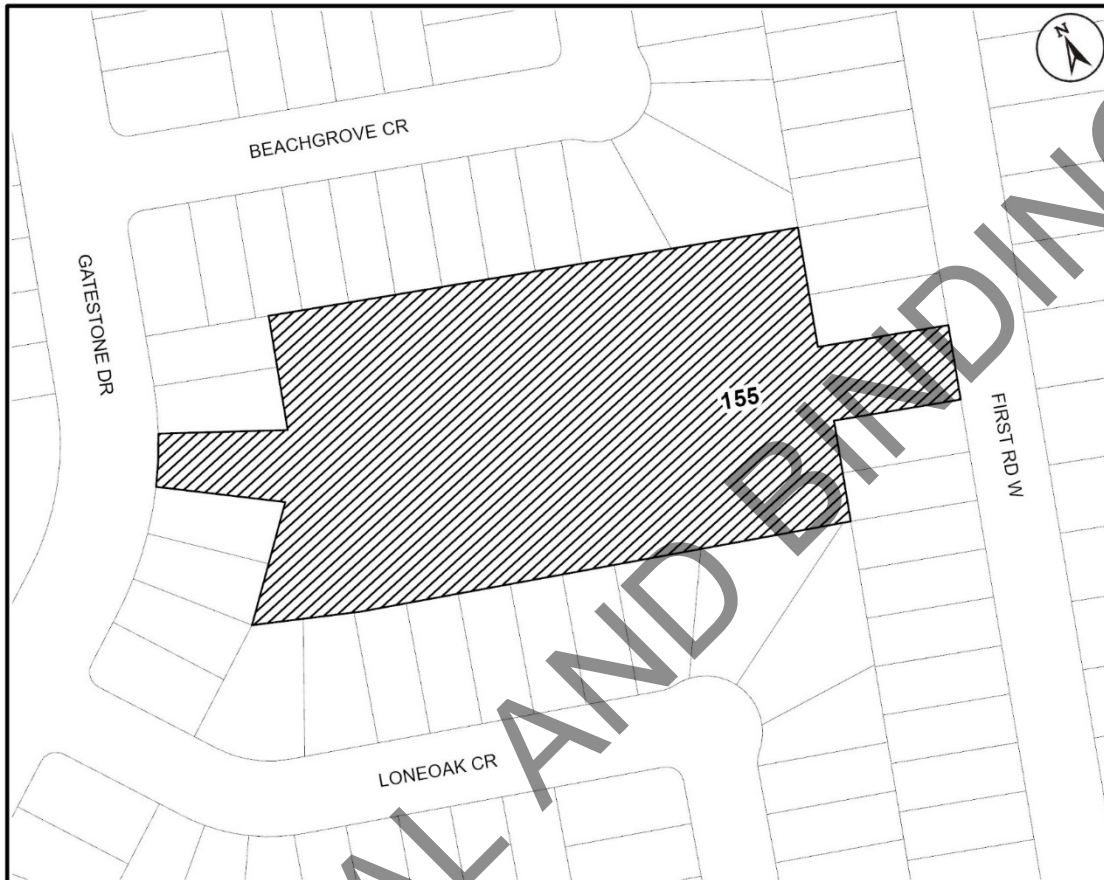 N
BEACHGROVE CR
GATESTONE DR
155
FIRST RD W
LONEOAK CR
AL AND BINDING